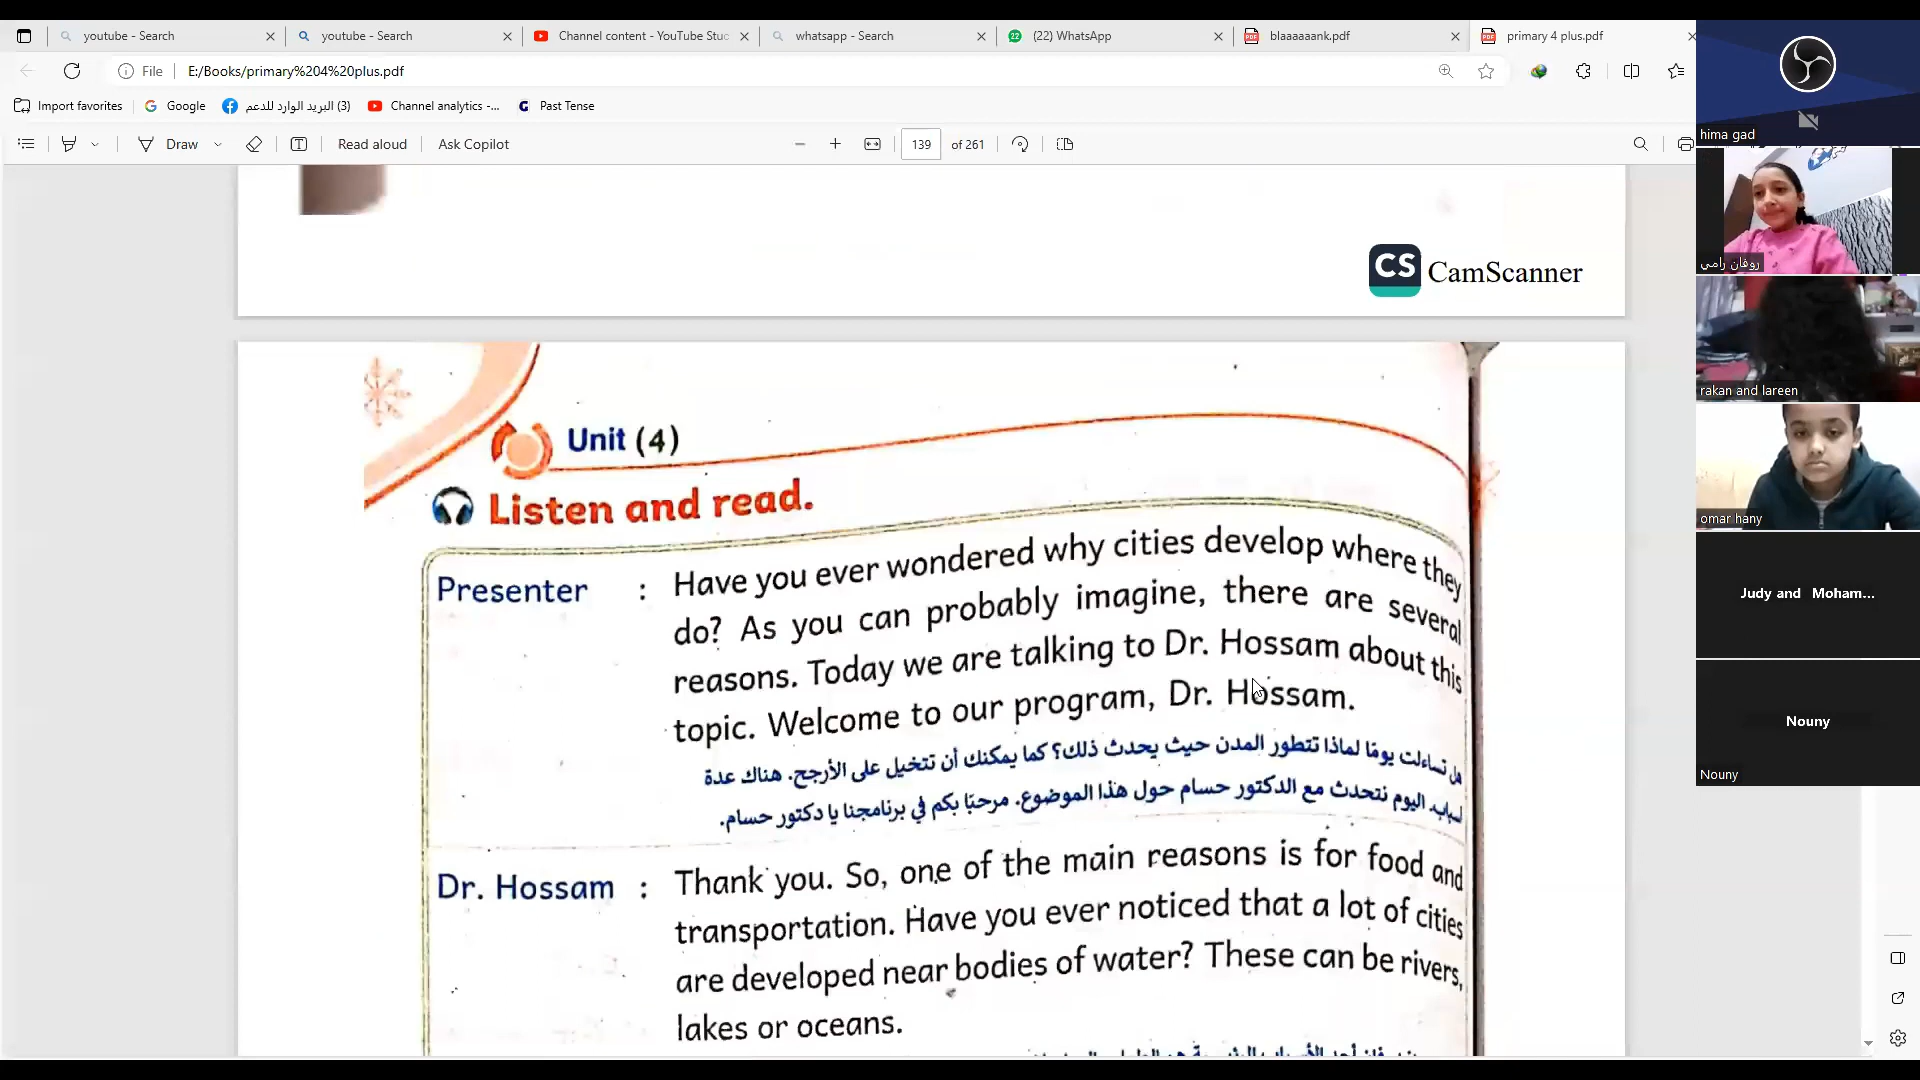 youtube - Search
youtube - Search
Channel content - YouTube Stud
whatsapp - Search
(22) WhatsApp
blaaaaaank.pdf
primary 4 plus.pdf
File
E:/Books/primary%204%20plus.pdf
Import favorites
Google
البريد الوارد للدعم (3)
Channel analytics -...
Past Tense
Draw
Read aloud
Ask Copilot
139 of 261
CS CamScanner
Unit (4)
Listen and read.
Presenter : Have you ever wondered why cities develop where they
do? As you can probably imagine, there are several
reasons. Today we are talking to Dr. Hossam about this
topic. Welcome to our program, Dr. Hossam.
هل تساءلت يومًا لماذا تتطور المدن حيث يحدث ذلك؟ كما يمكنك أن تتخيل على الأرجح. هناك عدة
اليوم نتحدث مع الدكتور حسام حول هذا الموضوع. مرحبًا بكم في برنامجنا يا دكتور حسام.
Dr. Hossam : Thank you. So, one of the main reasons is for food and
transportation. Have you ever noticed that a lot of cities
are developed near bodies of water? These can be rivers,
lakes or oceans.
hima gad
روفان رامي
rakan and lareen
omar hany
Judy and Moham...
Nouny
Nouny